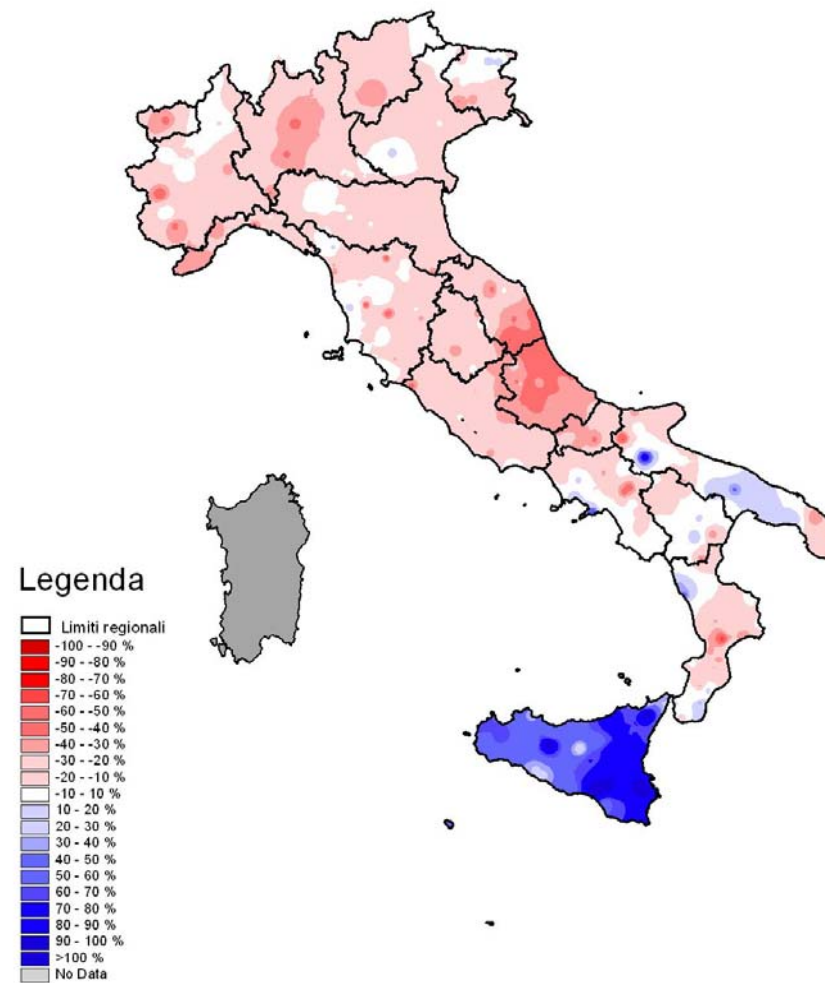 Legenda
Limiti regionali
-100 - -90 %
-90 - -80 %
-80 - -70 %
-70 - -60 %
-60 - -50 %
-50 - -40 %
-40 - -30 %
-30 - -20 %
-20 - -10 %
-10 - 10 %
10 - 20 %
20 - 30 %
30 - 40 %
40 - 50 %
50 - 60 %
60 - 70 %
70 - 80 %
80 - 90 %
90 - 100 %
>100 %
No Data